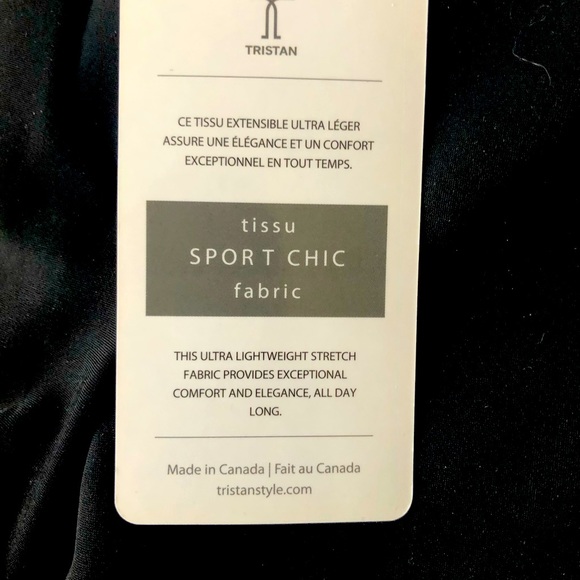 TRISTAN
CE TISSU EXTENSIBLE ULTRA LÉGER
ASSURE UNE ÉLÉGANCE ET UN CONFORT
EXCEPTIONNEL EN TOUT TEMPS.
tissu
SPORT CHIC
fabric
THIS ULTRA LIGHTWEIGHT STRETCH
FABRIC PROVIDES EXCEPTIONAL
COMFORT AND ELEGANCE, ALL DAY
LONG.
Made in Canada | Fait au Canada
tristanstyle.com